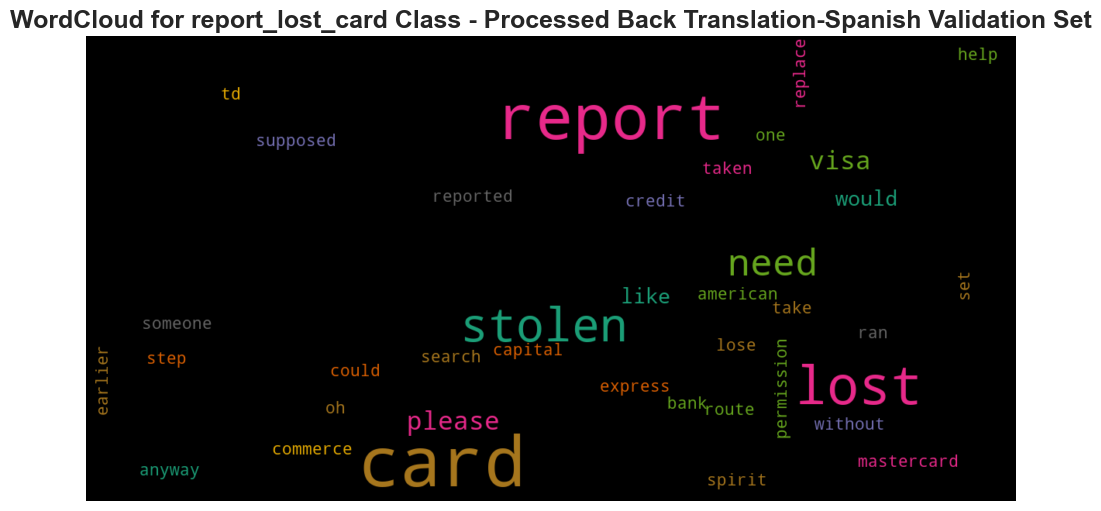 WordCloud for report_lost_card Class - Processed Back Translation-Spanish Validation Set
help
replace
td
report
one
supposed
visa
taken
reported
credit
would
need
set
american
like
take
someone
stolen
ran
lose
capital
search
step
could
earlier
permission
express
lost
bank
route
oh
please
without
commerce
card
mastercard
anyway
spirit